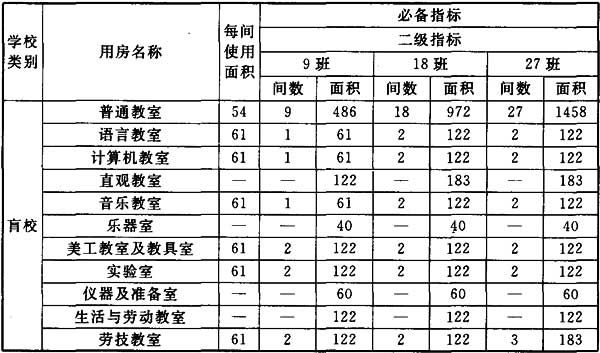 学校类别 用房名称 每间使用面积 必备指标
二级指标
9班 18班 27班
间数 面积 间数 面积 间数 面积
盲校
普通教室 54 9 486 18 972 27 1458
语言教室 61 1 61 2 122 2 122
计算机教室 61 1 61 2 122 2 122
直观教室 — — 122 — 183 — 183
音乐教室 61 1 61 2 122 2 122
乐器室 — — 40 — 40 — 40
美工教室及教具室 61 2 122 2 122 2 122
实验室 61 2 122 2 122 2 122
仪器及准备室 — — 60 — 60 — 60
生活与劳动教室 — — 122 — 122 — 122
劳技教室 61 2 122 2 122 3 183